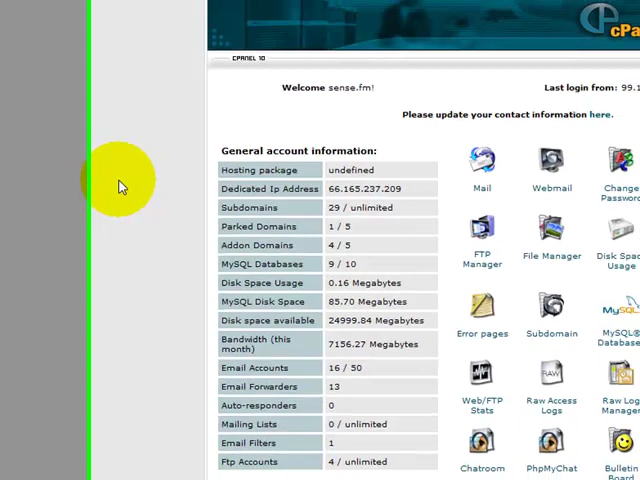 cPa
CPANEL 10
Welcome sense.fm!
Last login from: 99.1
Please update your contact information here.
General account information:
Hosting package undefined
Dedicated Ip Address 66.165.237.209
Subdomains 29 / unlimited
Parked Domains 1 / 5
Addon Domains 4 / 5
MySQL Databases 9 / 10
Disk Space Usage 0.16 Megabytes
MySQL Disk Space 85.70 Megabytes
Disk space available 24999.84 Megabytes
Bandwidth (this
month) 7156.27 Megabytes
Email Accounts 16 / 50
Email Forwarders 13
Auto-responders 0
Mailing Lists 0 / unlimited
Email Filters 1
Ftp Accounts 4 / unlimited
Mail Webmail Change
Passwor
FTP
Manager File Manager Disk Spac
Usage
MySQL
Error pages Subdomain MySQL®
Database
RAW
Web/FTP
Stats Raw Access
Logs Raw Log
Manager
Chatroom PhpMyChat Bulletin
Board